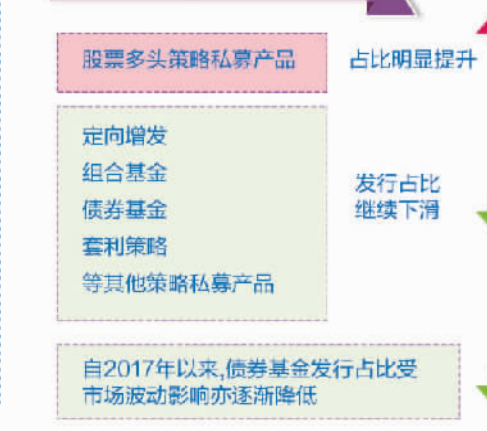 股票多头策略私募产品 占比明显提升
定向增发
组合基金
债券基金
套利策略
等其他策略私募产品
发行占比
继续下滑
自2017年以来,债券基金发行占比受
市场波动影响亦逐渐降低